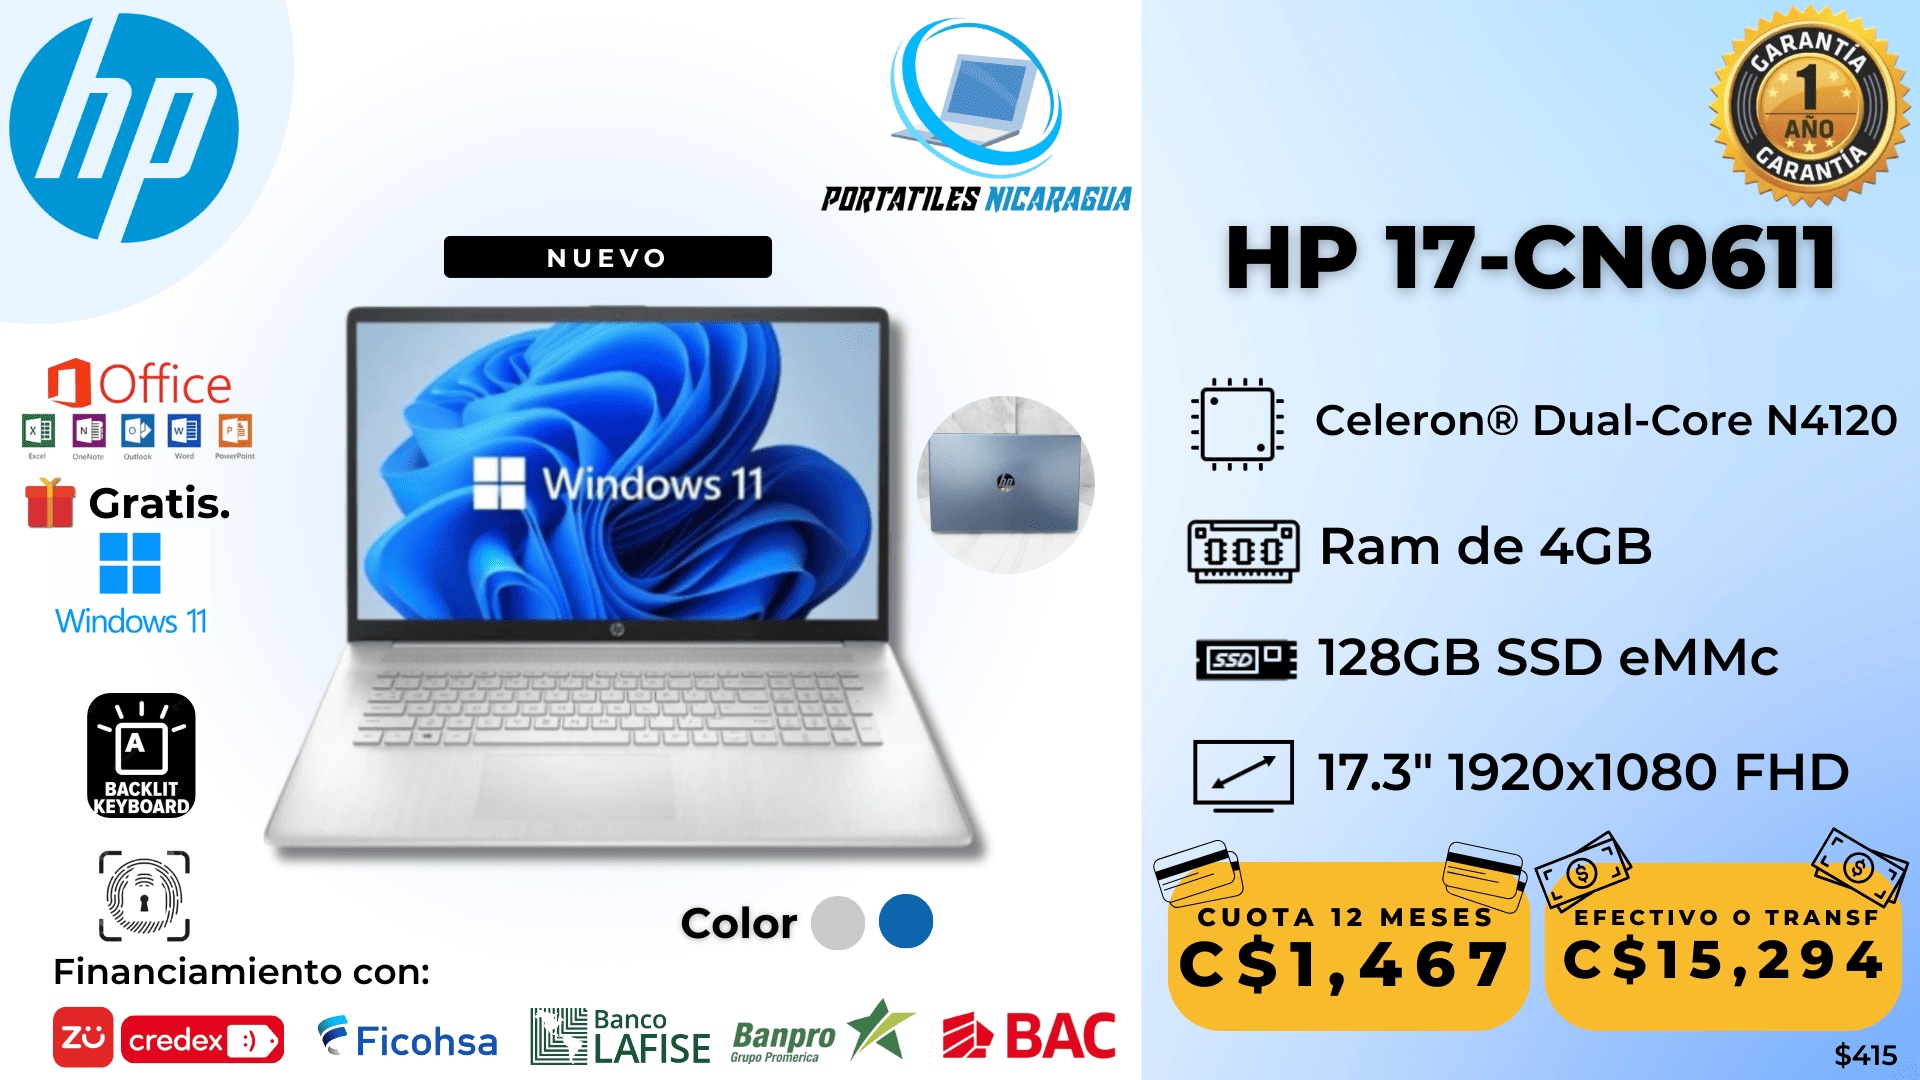 hp
PORTATILES NICARAGUA
GARANTÍA
1
AÑO
GARANTÍA
NUEVO
HP 17-CN0611
Office
Excel OneNote Outlook Word PowerPoint
Gratis.
Windows 11
Windows 11
hp
hp
A
BACKLIT
KEYBOARD
Celeron® Dual-Core N4120
Ram de 4GB
SSD
128GB SSD eMMc
17.3" 1920x1080 FHD
Color
CUOTA 12 MESES
C$1,467
EFECTIVO O TRANSF
C$15,294
Financiamiento con:
ZU
credex :)
Ficohsa
Banco
LAFISE
Banpro
Grupo Promerica
BAC
$415